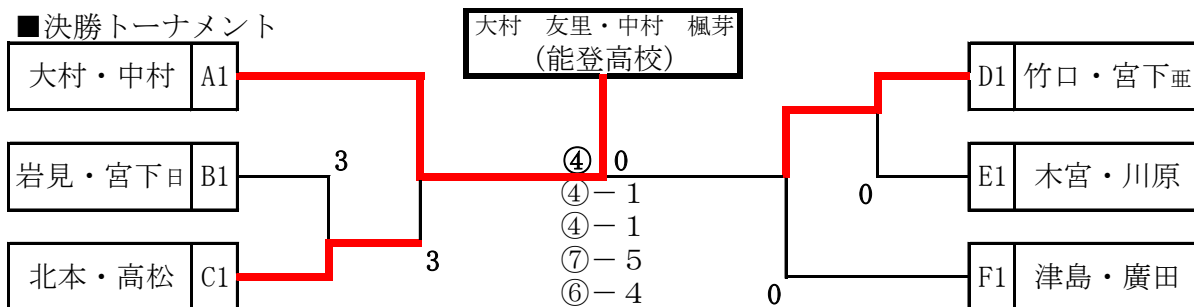 ■決勝トーナメント
大村　友里・中村　楓芽
(能登高校)
大村・中村 A1
D1 竹口・宮下亜
岩見・宮下日 B1
3
④ 0
④－１
④－１
⑦－５
⑥－４
0
E1 木宮・川原
北本・高松 C1
3
0
F1 津島・廣田